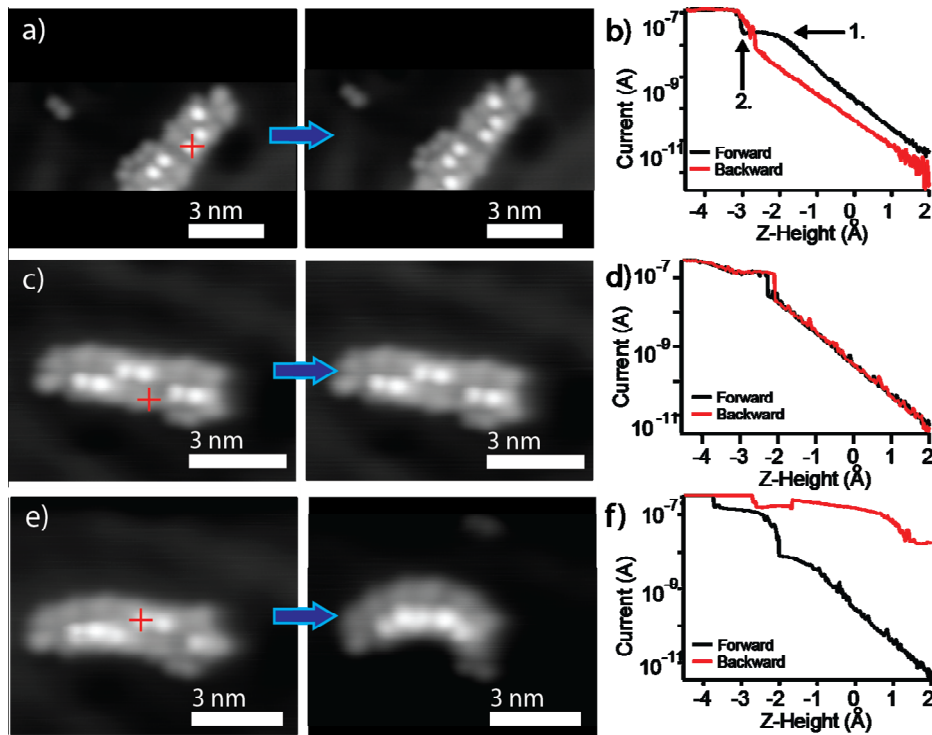 a)
3 nm
3 nm
b)
Current (A)
10⁻⁷
10⁻⁹
10⁻¹¹
1.
2.
Forward
Backward
-4 -3 -2 -1 0 1 2
Z-Height (Å)
c)
3 nm
3 nm
d)
Current (A)
10⁻⁷
10⁻⁹
10⁻¹¹
Forward
Backward
-4 -3 -2 -1 0 1 2
Z-Height (Å)
e)
3 nm
3 nm
f)
Current (A)
10⁻⁷
10⁻⁹
10⁻¹¹
Forward
Backward
-4 -3 -2 -1 0 1 2
Z-Height (Å)